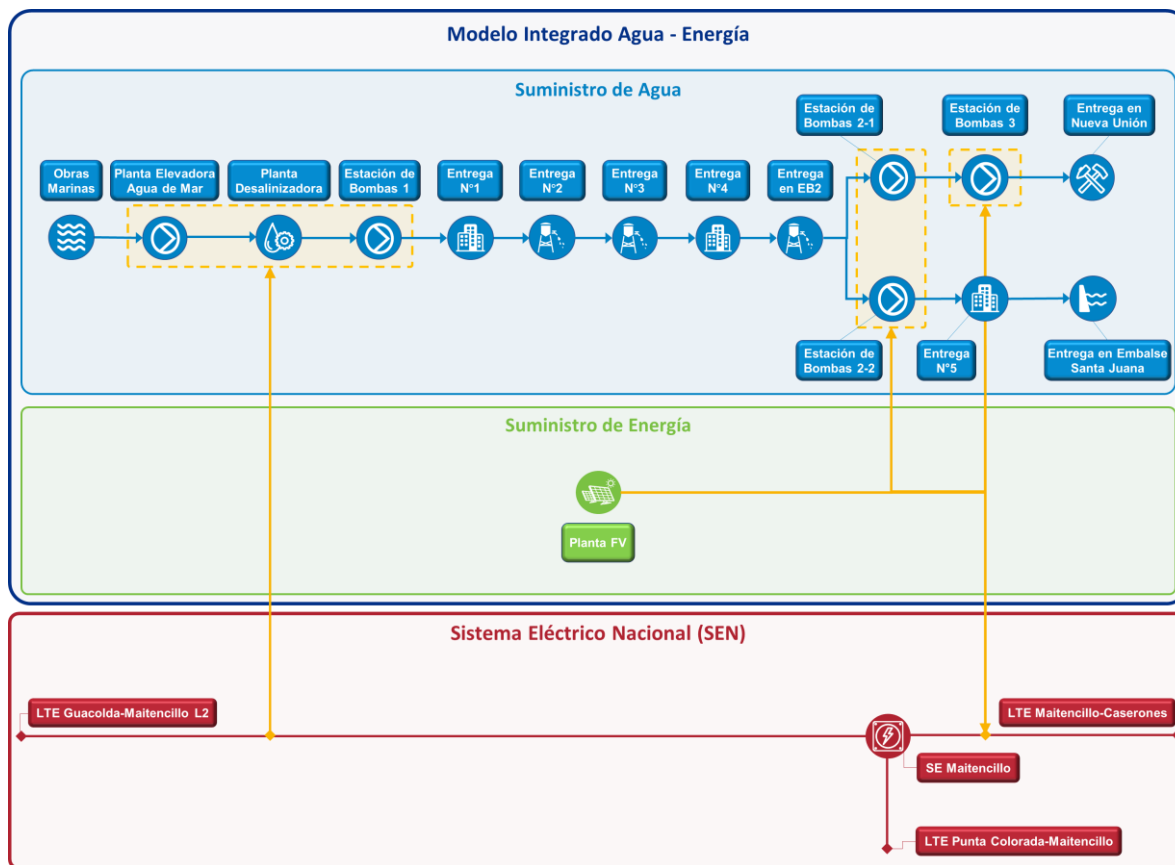 Modelo Integrado Agua - Energía
Suministro de Agua
Estación de
Bombas 2-1
Estación de
Bombas 3
Entrega en
Nueva Unión
Obras
Marinas
Planta Elevadora
Agua de Mar
Planta
Desalinizadora
Estación de
Bombas 1
Entrega
N°1
Entrega
N°2
Entrega
N°3
Entrega
N°4
Entrega
en EB2
Estación de
Bombas 2-2
Entrega
N°5
Entrega en Embalse
Santa Juana
Suministro de Energía
Planta FV
Sistema Eléctrico Nacional (SEN)
LTE Guacolda-Maitencillo L2
LTE Maitencillo-Caserones
SE Maitencillo
LTE Punta Colorada-Maitencillo